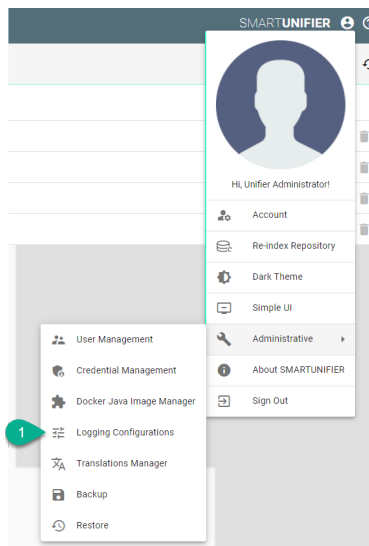 SMARTUNIFIER
Hi, Unifier Administrator!
Account
Re-index Repository
Dark Theme
Simple UI
Administrative
About SMARTUNIFIER
Sign Out
User Management
Credential Management
Docker Java Image Manager
1
Logging Configurations
Translations Manager
Backup
Restore